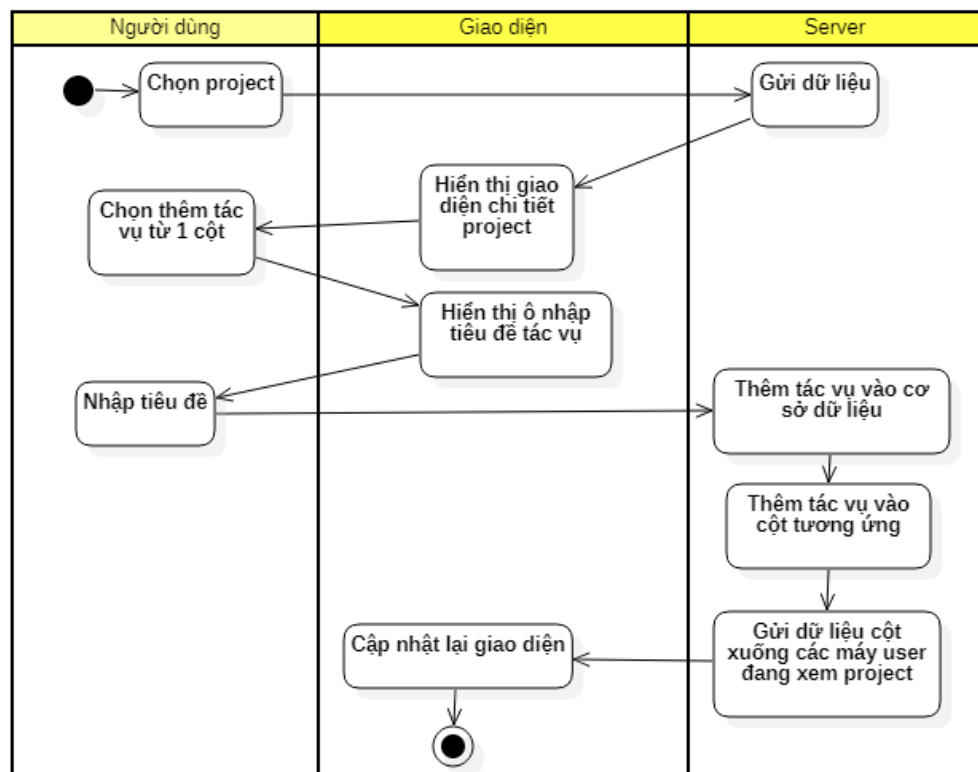 Người dùng
Giao diện
Server
Chọn project
Gửi dữ liệu
Hiển thị giao
diện chi tiết
project
Chọn thêm tác
vụ từ 1 cột
Hiển thị ô nhập
tiêu đề tác vụ
Nhập tiêu đề
Thêm tác vụ vào cơ
sở dữ liệu
Thêm tác vụ vào
cột tương ứng
Gửi dữ liệu cột
xuống các máy user
đang xem project
Cập nhật lại giao diện